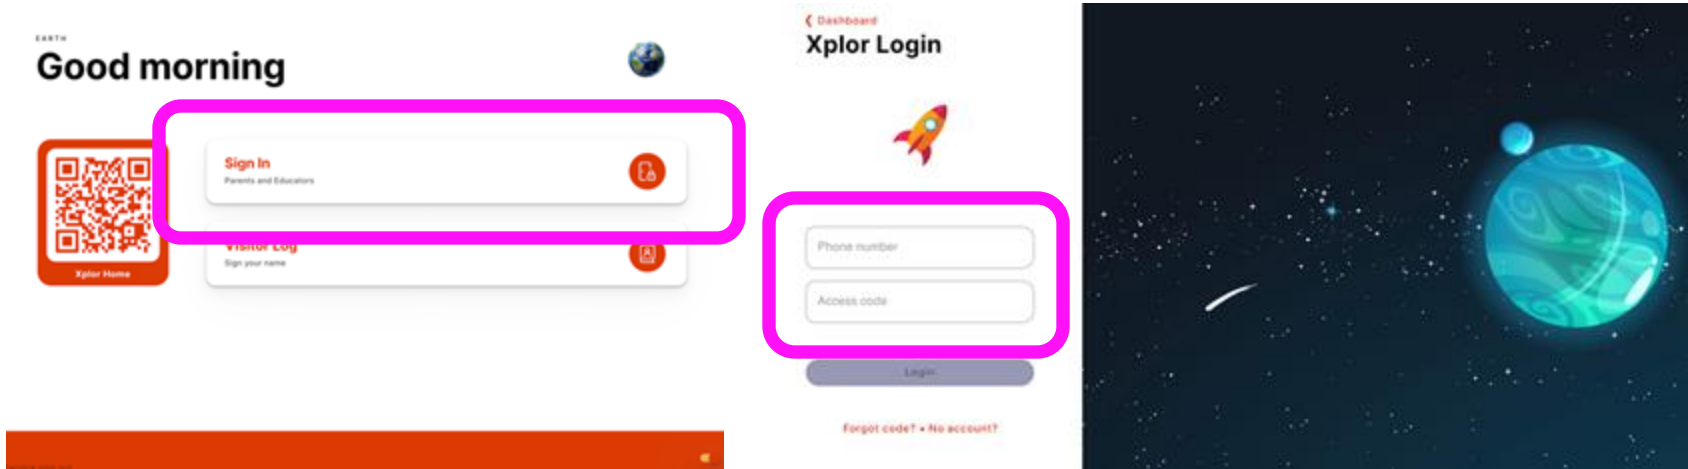 EARTH
Good morning
Sign In
Parents and Educators
Visitor Log
Sign your name
Xplor Home
Dashboard
Xplor Login
Phone number
Access code
Login
Forgot code? • No account?